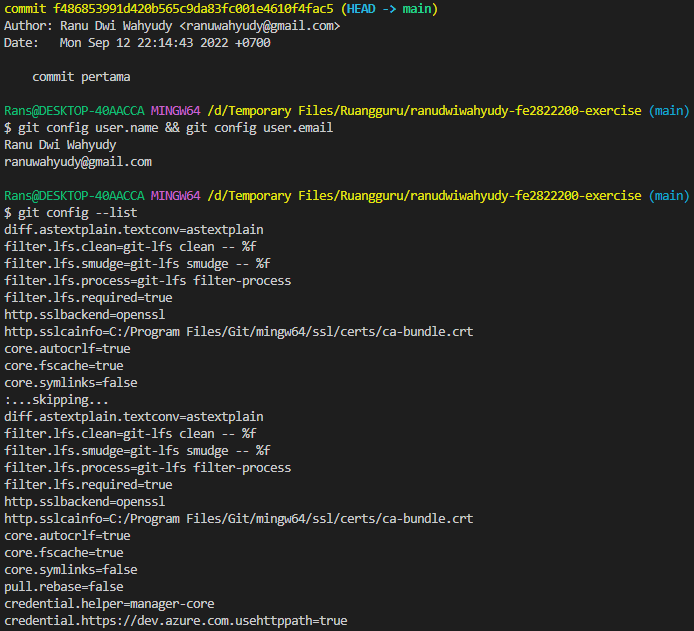 commit f486853991d420b565c9da83fc001e4610f4fac5 (HEAD -> main)
Author: Ranu Dwi Wahyudy <ranuwahyudy@gmail.com>
Date:   Mon Sep 12 22:14:43 2022 +0700
    commit pertama
Rans@DESKTOP-40AACCA MINGW64 /d/Temporary Files/Ruangguru/ranudwiwahyudy-fe2822200-exercise (main)
$ git config user.name && git config user.email
Ranu Dwi Wahyudy
ranuwahyudy@gmail.com
Rans@DESKTOP-40AACCA MINGW64 /d/Temporary Files/Ruangguru/ranudwiwahyudy-fe2822200-exercise (main)
$ git config --list
diff.astextplain.textconv=astextplain
filter.lfs.clean=git-lfs clean -- %f
filter.lfs.smudge=git-lfs smudge -- %f
filter.lfs.process=git-lfs filter-process
filter.lfs.required=true
http.sslbackend=openssl
http.sslcainfo=C:/Program Files/Git/mingw64/ssl/certs/ca-bundle.crt
core.autocrlf=true
core.fscache=true
core.symlinks=false
:...skipping...
diff.astextplain.textconv=astextplain
filter.lfs.clean=git-lfs clean -- %f
filter.lfs.smudge=git-lfs smudge -- %f
filter.lfs.process=git-lfs filter-process
filter.lfs.required=true
http.sslbackend=openssl
http.sslcainfo=C:/Program Files/Git/mingw64/ssl/certs/ca-bundle.crt
core.autocrlf=true
core.fscache=true
core.symlinks=false
pull.rebase=false
credential.helper=manager-core
credential.https://dev.azure.com.usehttppath=true